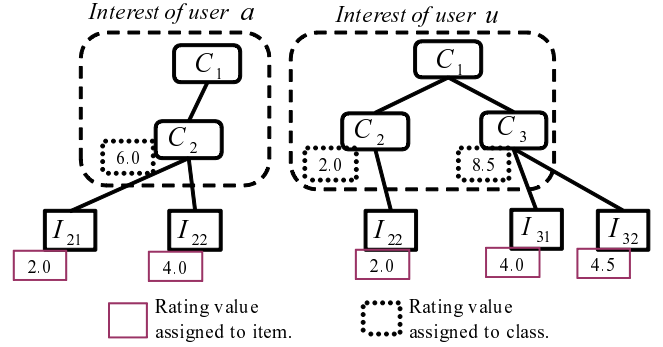 Interest of user a
Interest of user u
C1
C1
C2
C2
C3
6.0
2.0
8.5
I21
I22
I22
I31
I32
2.0
4.0
2.0
4.0
4.5
Rating value
assigned to item.
Rating value
assigned to class.